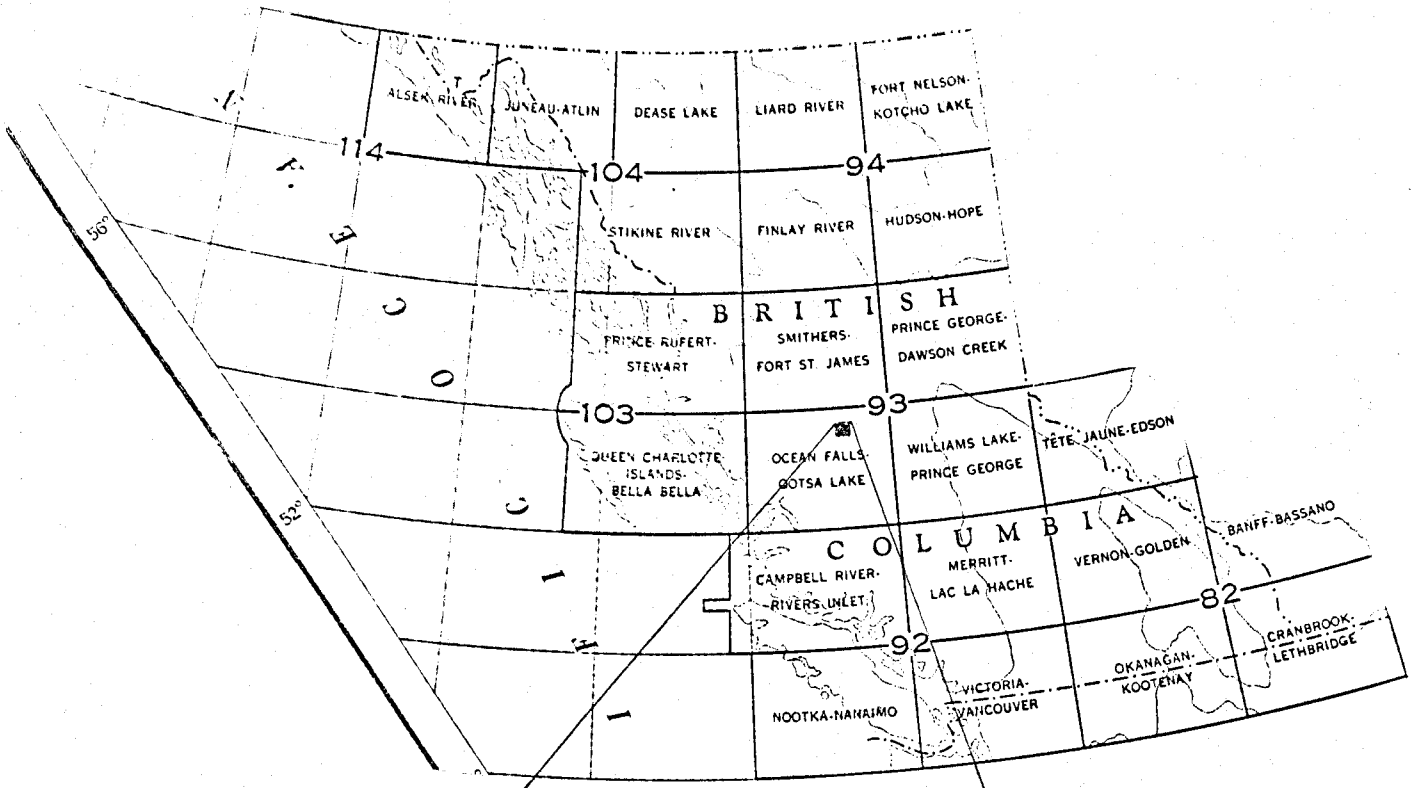 ALSEK RIVER
JUNEAU-ATLIN
DEASE LAKE
LIARD RIVER
FORT NELSON-
KOTCHO LAKE
114
104
94
STIKINE RIVER
FINLAY RIVER
HUDSON-HOPE
56°
BRITISH
PRINCE RUPERT-
STEWART
SMITHERS-
FORT ST. JAMES
PRINCE GEORGE-
DAWSON CREEK
103
93
QUEEN CHARLOTTE
ISLANDS-
BELLA BELLA
OCEAN FALLS-
OOTSA LAKE
WILLIAMS LAKE-
PRINCE GEORGE
TÊTE JAUNE-EDSON
52°
COLUMBIA
CAMPBELL RIVER-
RIVERS INLET
MERRITT-
LAC LA HACHE
VERNON-GOLDEN
BANFF-BASSANO
92
82
NOOTKA-NANAIMO
VICTORIA-
VANCOUVER
OKANAGAN-
KOOTENAY
CRANBROOK-
LETHBRIDGE